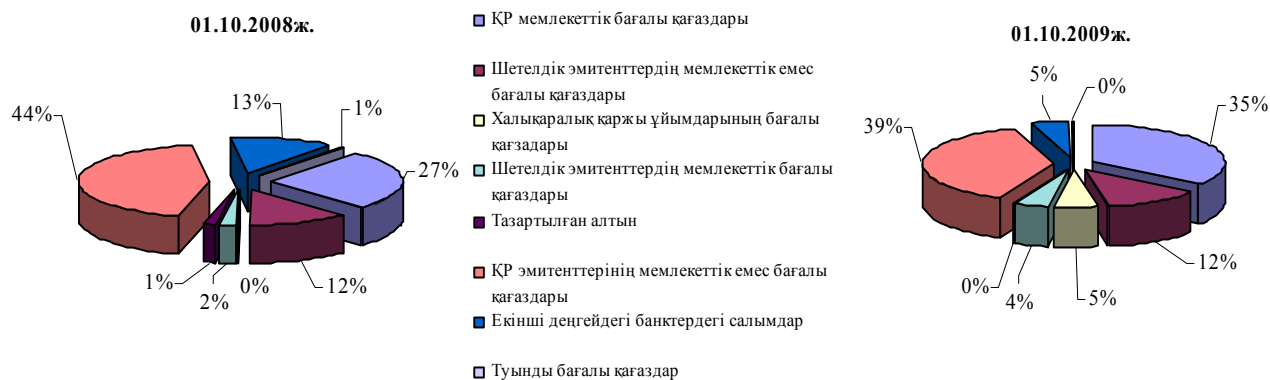 01.10.2008ж.
44%
13%
1%
27%
12%
0%
2%
1%
ҚР мемлекеттік бағалы қағаздары
Шетелдік эмитенттердің мемлекеттік емес
бағалы қағаздары
Халықаралық қаржы ұйымдарының бағалы
қағзадары
Шетелдік эмитенттердің мемлекеттік бағалы
қағаздары
Тазартылған алтын
ҚР эмитенттерінің мемлекеттік емес бағалы
қағаздары
Екінші деңгейдегі банктердегі салымдар
Туынды бағалы қағаздар
01.10.2009ж.
5%
0%
35%
39%
12%
5%
4%
0%